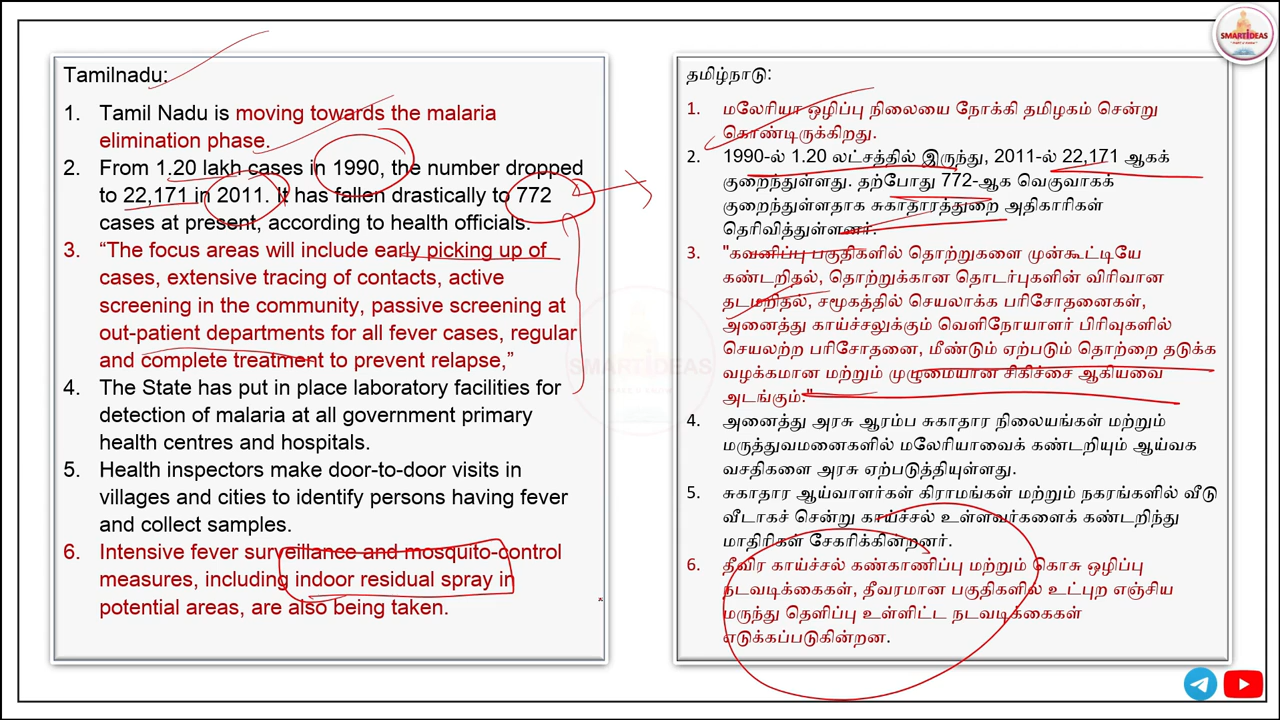 SMARTIDEAS
Tamilnadu:
1. Tamil Nadu is moving towards the malaria
elimination phase.
2. From 1.20 lakh cases in 1990, the number dropped
to 22,171 in 2011. It has fallen drastically to 772
cases at present, according to health officials.
3. “The focus areas will include early picking up of
cases, extensive tracing of contacts, active
screening in the community, passive screening at
out-patient departments for all fever cases, regular
and complete treatment to prevent relapse,”
4. The State has put in place laboratory facilities for
detection of malaria at all government primary
health centres and hospitals.
5. Health inspectors make door-to-door visits in
villages and cities to identify persons having fever
and collect samples.
6. Intensive fever surveillance and mosquito-control
measures, including indoor residual spray in
potential areas, are also being taken.
தமிழ்நாடு:
1. மலேரியா ஒழிப்பு நிலையை நோக்கி தமிழகம் சென்று
கொண்டிருக்கிறது.
2. 1990-ல் 1.20 லட்சத்தில் இருந்து, 2011-ல் 22,171 ஆகக்
குறைந்துள்ளது. தற்போது 772-ஆக வெகுவாகக்
குறைந்துள்ளதாக சுகாதாரத்துறை அதிகாரிகள்
தெரிவித்துள்ளனர்.
3. "கவனிப்பு பகுதிகளில் தொற்றுகளை முன்கூட்டியே
கண்டறிதல், தொற்றுக்கான தொடர்புகளின் விரிவான
தடமறிதல், சமூகத்தில் செயலாக்க பரிசோதனைகள்,
அனைத்து காய்ச்சலுக்கும் வெளிநோயாளர் பிரிவுகளில்
செயலற்ற பரிசோதனை, மீண்டும் ஏற்படும் தொற்றை தடுக்க
வழக்கமான மற்றும் முழுமையான சிகிச்சை ஆகியவை
அடங்கும்."
4. அனைத்து அரசு ஆரம்ப சுகாதார நிலையங்கள் மற்றும்
மருத்துவமனைகளில் மலேரியாவைக் கண்டறியும் ஆய்வக
வசதிகளை அரசு ஏற்படுத்தியுள்ளது.
5. சுகாதார ஆய்வாளர்கள் கிராமங்கள் மற்றும் நகரங்களில் வீடு
வீடாகச் சென்று காய்ச்சல் உள்ளவர்களைக் கண்டறிந்து
மாதிரிகள் சேகரிக்கின்றனர்.
6. தீவிர காய்ச்சல் கண்காணிப்பு மற்றும் கொசு ஒழிப்பு
நடவடிக்கைகள், தீவரமான பகுதிகளில் உட்புற எஞ்சிய
மருந்து தெளிப்பு உள்ளிட்ட நடவடிக்கைகள்
எடுக்கப்படுகின்றன.
SMARTIDEAS